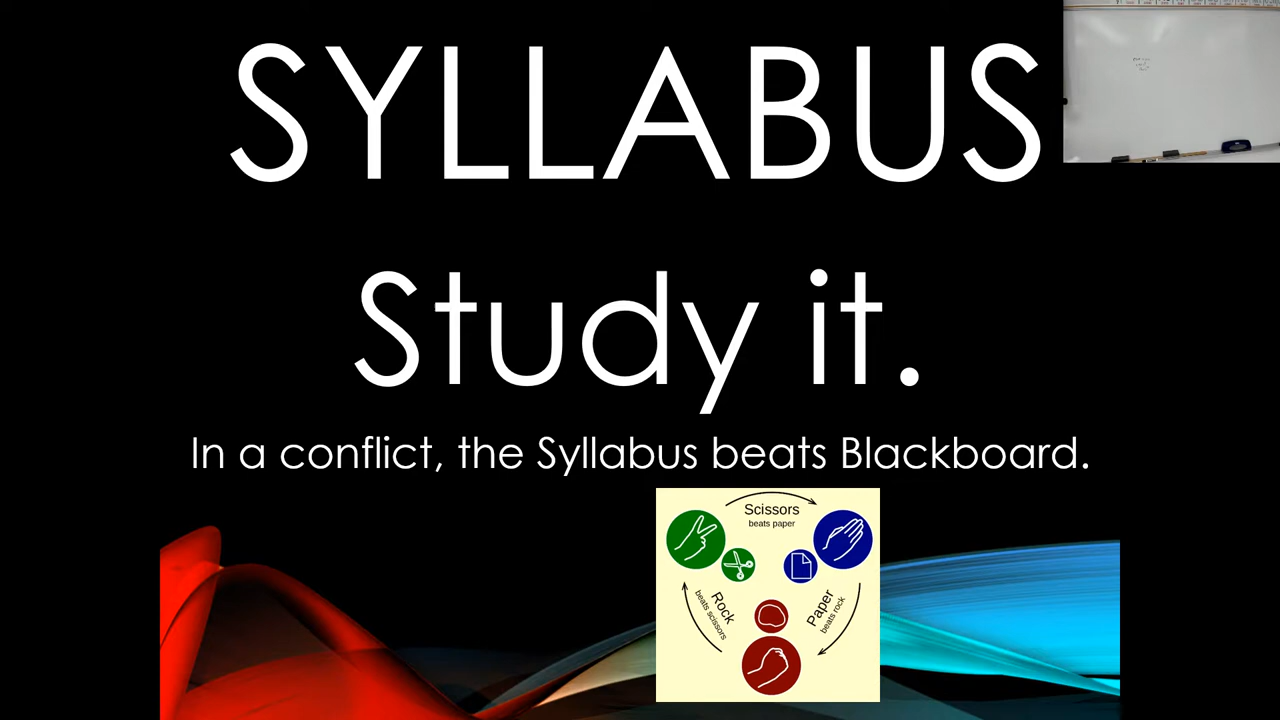 SYLLABUS
Study it.
In a conflict, the Syllabus beats Blackboard.
Scissors
beats paper
Rock
beats scissors
Paper
beats rock